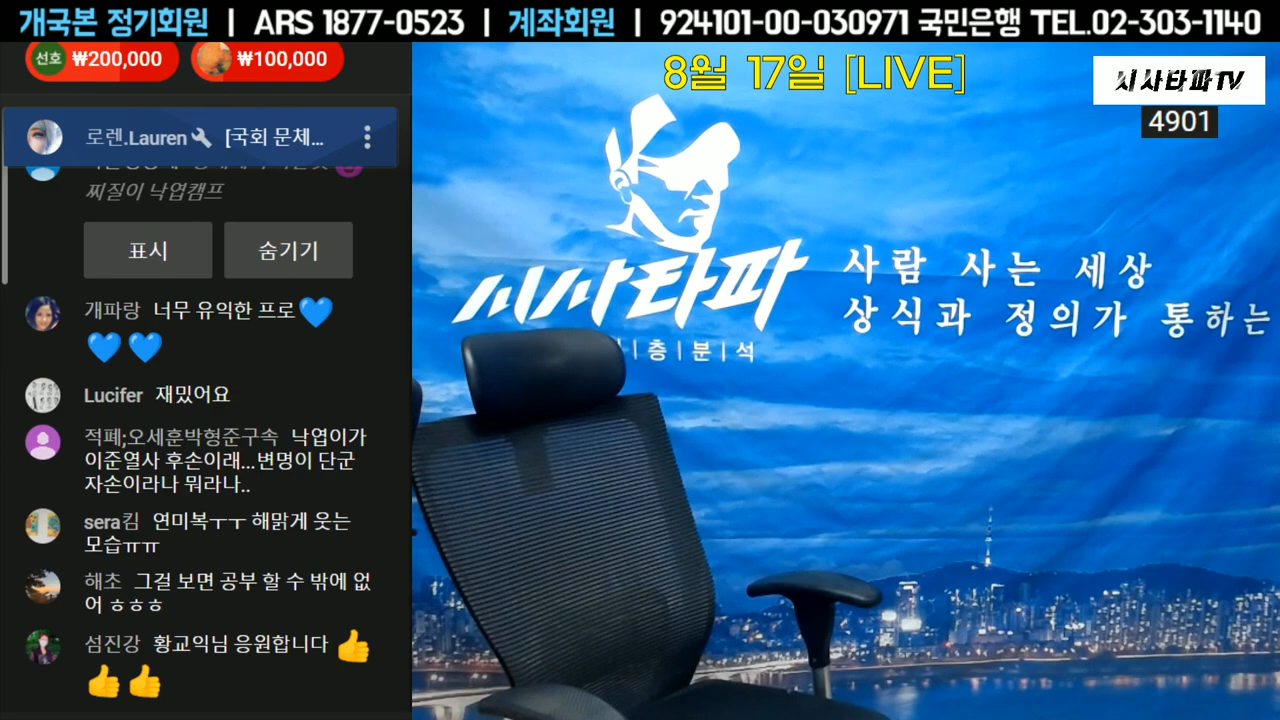 개국본 정기회원 | ARS 1877-0523 | 계좌회원 | 924101-00-030971 국민은행 TEL.02-303-1140
선호 ₩200,000 ₩100,000
로렌.Lauren [국회 문체...
찌질이 낙엽캠프
표시 숨기기
개파랑 너무 유익한 프로💙
💙💙
Lucifer 재밌어요
적폐;오세훈박형준구속 낙엽이가
이준열사 후손이래...변명이 단군
자손이라나 뭐라나..
sera킴 연미복ㅜㅜ 해맑게 웃는
모습ㅠㅠ
해초 그걸 보면 공부 할 수 밖에 없
어 ㅎㅎㅎ
섬진강 황교익님 응원합니다 👍
👍👍
8월 17일 [LIVE]
시사타파TV
4901
시사타파
사람 사는 세상
상식과 정의가 통하는
층|분|석